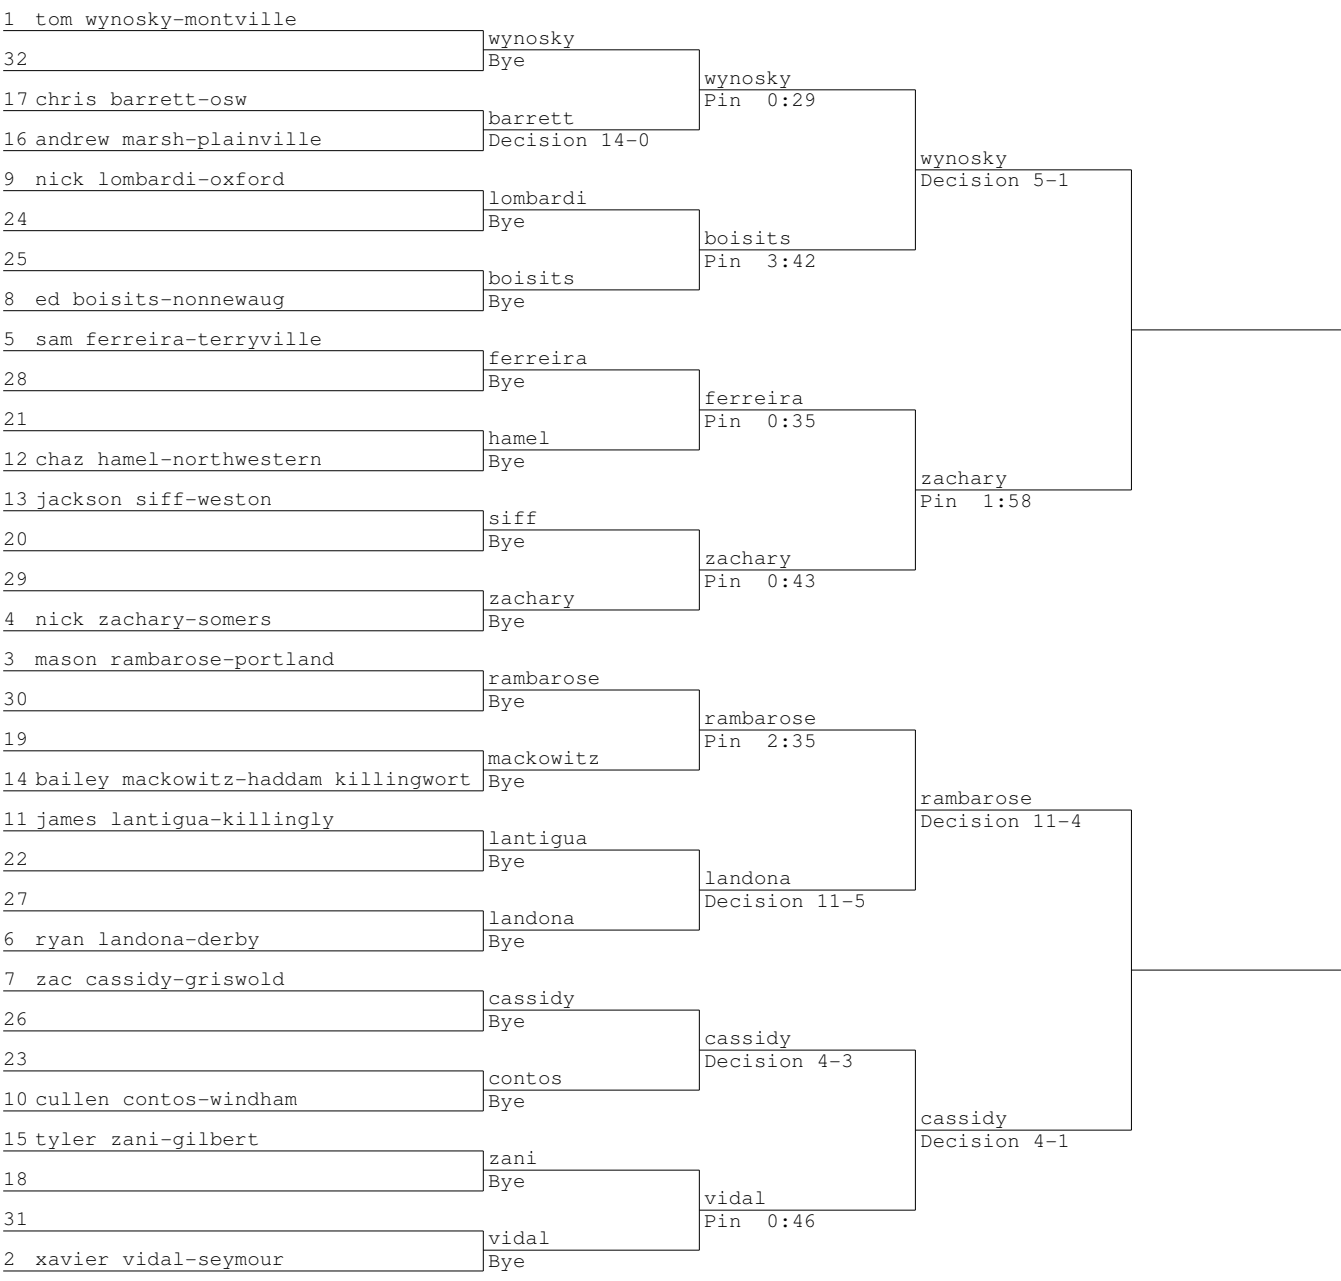 1 tom wynosky-montville
wynosky
32
Bye
wynosky
17 chris barrett-osw
Pin 0:29
barrett
16 andrew marsh-plainville
Decision 14-0
wynosky
9 nick lombardi-oxford
Decision 5-1
lombardi
24
Bye
boisits
25
Pin 3:42
boisits
8 ed boisits-nonnewaug
Bye
5 sam ferreira-terryville
ferreira
28
Bye
ferreira
21
Pin 0:35
hamel
12 chaz hamel-northwestern
Bye
zachary
13 jackson siff-weston
Pin 1:58
siff
20
Bye
zachary
29
Pin 0:43
zachary
4 nick zachary-somers
Bye
3 mason rambarose-portland
rambarose
30
Bye
rambarose
19
Pin 2:35
mackowitz
14 bailey mackowitz-haddam killingwort
Bye
rambarose
11 james lantigua-killingly
Decision 11-4
lantigua
22
Bye
landona
27
Decision 11-5
landona
6 ryan landona-derby
Bye
7 zac cassidy-griswold
cassidy
26
Bye
cassidy
23
Decision 4-3
contos
10 cullen contos-windham
Bye
cassidy
15 tyler zani-gilbert
Decision 4-1
zani
18
Bye
vidal
31
Pin 0:46
vidal
2 xavier vidal-seymour
Bye